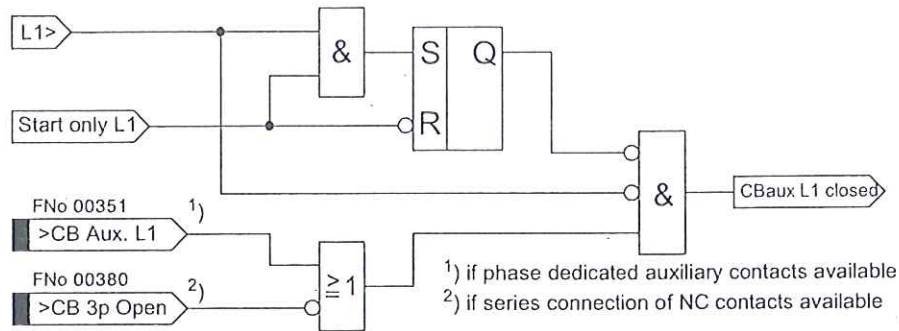 L1>
&
S Q
Start only L1
R
&
CBaux L1 closed
FNo 00351
1)
>CB Aux. L1
FNo 00380
2)
>CB 3p Open
≥1
1) if phase dedicated auxiliary contacts available
2) if series connection of NC contacts available